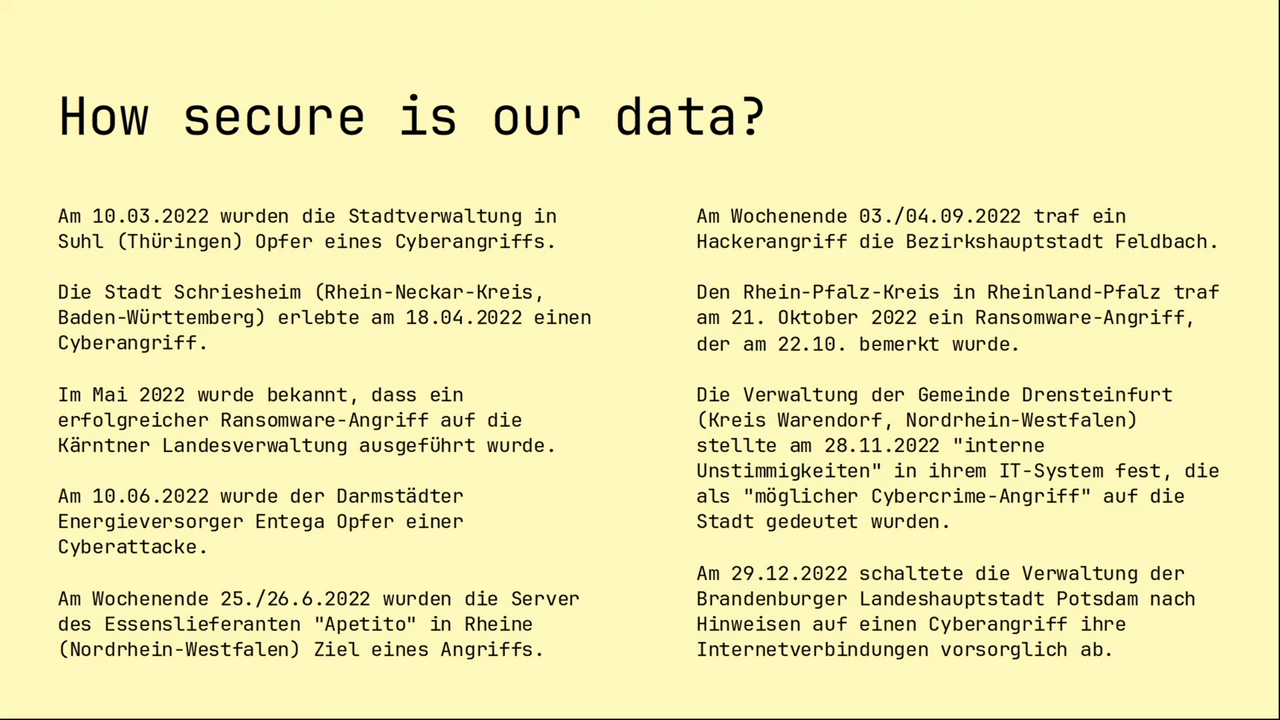 How secure is our data?
Am 10.03.2022 wurden die Stadtverwaltung in
Suhl (Thüringen) Opfer eines Cyberangriffs.
Die Stadt Schriesheim (Rhein-Neckar-Kreis,
Baden-Württemberg) erlebte am 18.04.2022 einen
Cyberangriff.
Im Mai 2022 wurde bekannt, dass ein
erfolgreicher Ransomware-Angriff auf die
Kärntner Landesverwaltung ausgeführt wurde.
Am 10.06.2022 wurde der Darmstädter
Energieversorger Entega Opfer einer
Cyberattacke.
Am Wochenende 25./26.6.2022 wurden die Server
des Essenslieferanten "Apetito" in Rheine
(Nordrhein-Westfalen) Ziel eines Angriffs.
Am Wochenende 03./04.09.2022 traf ein
Hackerangriff die Bezirkshauptstadt Feldbach.
Den Rhein-Pfalz-Kreis in Rheinland-Pfalz traf
am 21. Oktober 2022 ein Ransomware-Angriff,
der am 22.10. bemerkt wurde.
Die Verwaltung der Gemeinde Drensteinfurt
(Kreis Warendorf, Nordrhein-Westfalen)
stellte am 28.11.2022 "interne
Unstimmigkeiten" in ihrem IT-System fest, die
als "möglicher Cybercrime-Angriff" auf die
Stadt gedeutet wurden.
Am 29.12.2022 schaltete die Verwaltung der
Brandenburger Landeshauptstadt Potsdam nach
Hinweisen auf einen Cyberangriff ihre
Internetverbindungen vorsorglich ab.